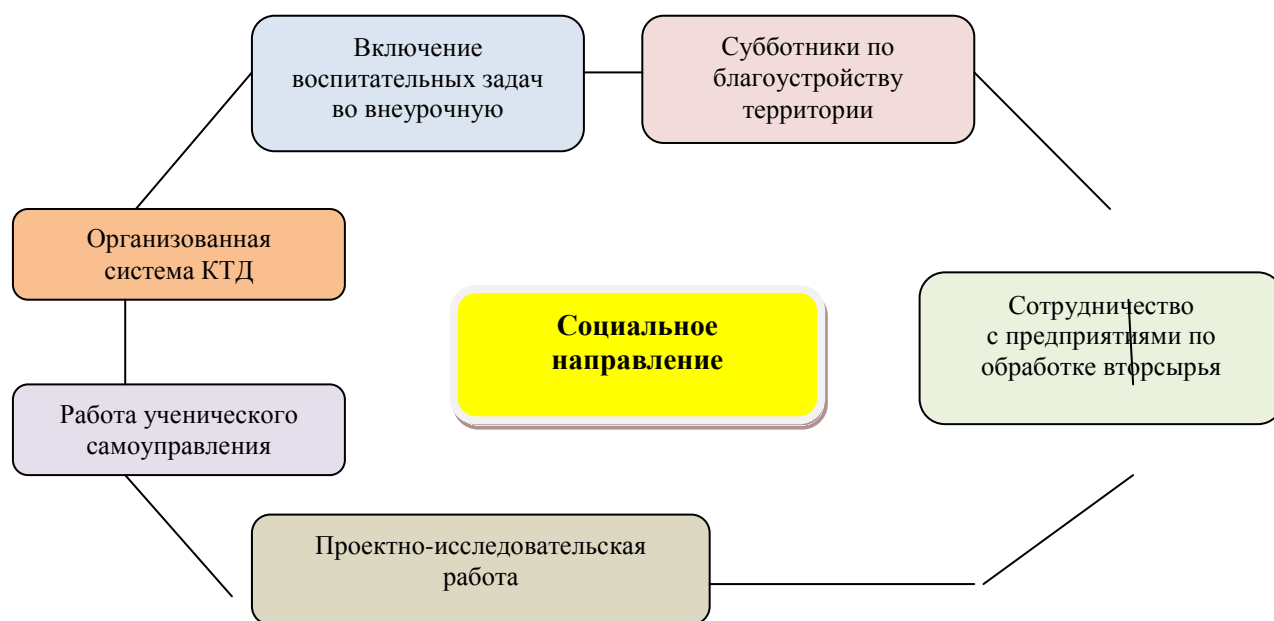 Включение
воспитательных задач
во внеурочную
Субботники по
благоустройству
территории
Организованная
система КТД
Социальное
направление
Сотрудничество
с предприятиями по
обработке вторсырья
Работа ученического
самоуправления
Проектно-исследовательская
работа